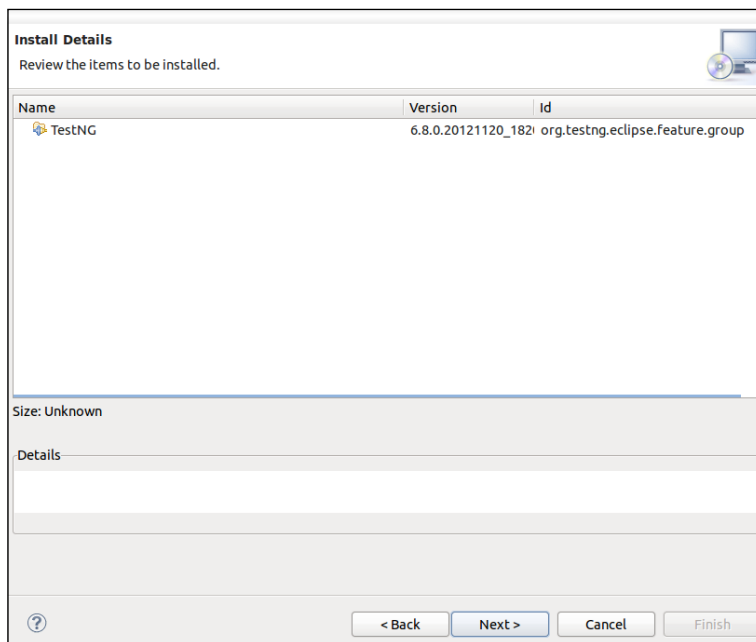 Install Details
Review the items to be installed.
Name Version Id
TestNG 6.8.0.20121120_182 org.testng.eclipse.feature.group
Size: Unknown
Details
?
< Back Next > Cancel Finish